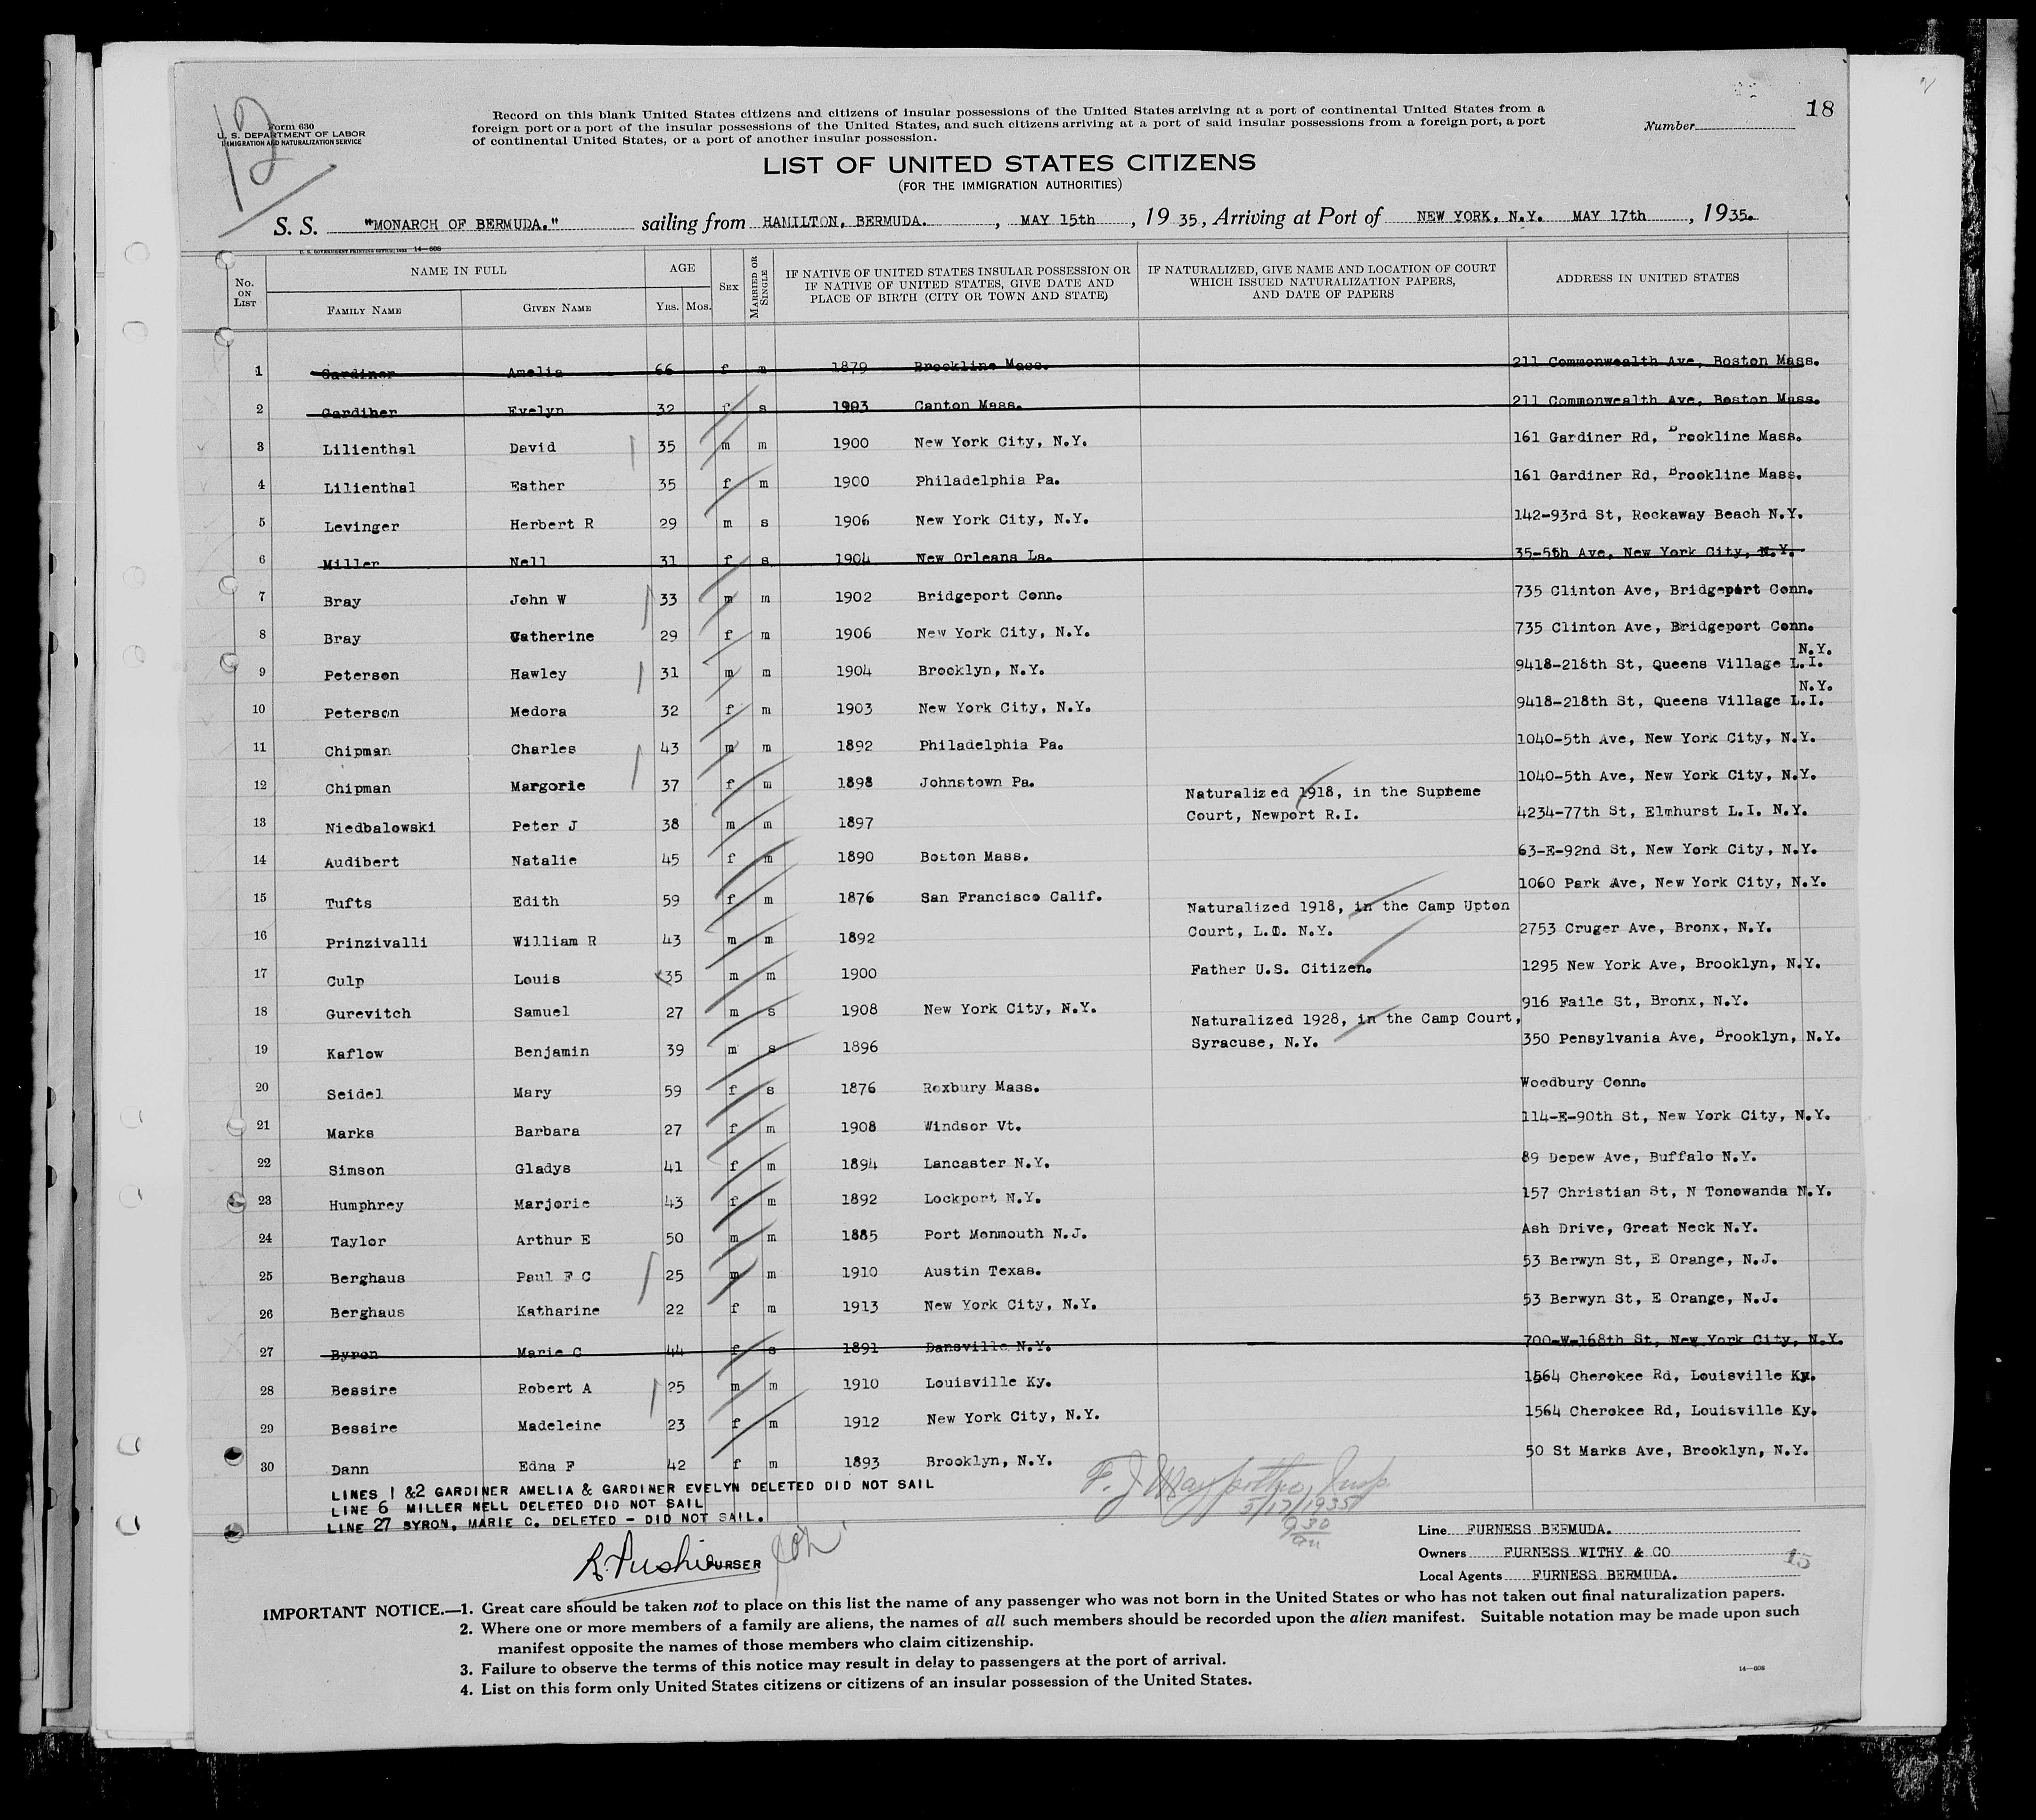 12
18
Form 630
U. S. DEPARTMENT OF LABOR
IMMIGRATION AND NATURALIZATION SERVICE
Record on this blank United States citizens and citizens of insular possessions of the United States arriving at a port of continental United States from a
foreign port or a port of the insular possessions of the United States, and such citizens arriving at a port of said insular possessions from a foreign port, a port
of continental United States, or a port of another insular possession.
Number
LIST OF UNITED STATES CITIZENS
(FOR THE IMMIGRATION AUTHORITIES)
S. S. "MONARCH OF BERMUDA." sailing from HAMILTON, BERMUDA. , MAY 15th , 19 35, Arriving at Port of NEW YORK, N.Y. MAY 17th , 1935.
U. S. GOVERNMENT PRINTING OFFICE: 1933 14—608
No. ON LIST NAME IN FULL AGE SEX MARRIED OR SINGLE IF NATIVE OF UNITED STATES INSULAR POSSESSION OR IF NATIVE OF UNITED STATES, GIVE DATE AND PLACE OF BIRTH (CITY OR TOWN AND STATE) IF NATURALIZED, GIVE NAME AND LOCATION OF COURT WHICH ISSUED NATURALIZATION PAPERS, AND DATE OF PAPERS ADDRESS IN UNITED STATES
FAMILY NAME GIVEN NAME YRS. MOS.
1 Gardiner Amelia 66 f m 1879 Brookline Mass. 211 Commonwealth Ave, Boston Mass.
2 Gardiner Evelyn 32 f s 1903 Canton Mass. 211 Commonwealth Ave, Boston Mass.
3 Lilienthal David 35 m m 1900 New York City, N.Y. 161 Gardiner Rd, Brookline Mass.
4 Lilienthal Esther 35 f m 1900 Philadelphia Pa. 161 Gardiner Rd, Brookline Mass.
5 Levinger Herbert R 29 m s 1906 New York City, N.Y. 142-93rd St, Rockaway Beach N.Y.
6 Miller Nell 31 f s 1904 New Orleans La. 35-5th Ave, New York City, N.Y.
7 Bray John W 33 m m 1902 Bridgeport Conn. 735 Clinton Ave, Bridgeport Conn.
8 Bray Catherine 29 f m 1906 New York City, N.Y. 735 Clinton Ave, Bridgeport Conn.
N.Y.
9 Peterson Hawley 31 m m 1904 Brooklyn, N.Y. 9418-218th St, Queens Village L.I.
N.Y.
10 Peterson Medora 32 f m 1903 New York City, N.Y. 9418-218th St, Queens Village L.I.
11 Chipman Charles 43 m m 1892 Philadelphia Pa. 1040-5th Ave, New York City, N.Y.
12 Chipman Margorie 37 f m 1898 Johnstown Pa. 1040-5th Ave, New York City, N.Y.
Naturalized 1918, in the Supreme
13 Niedbalowski Peter J 38 m m 1897 Court, Newport R.I. 4234-77th St, Elmhurst L.I. N.Y.
14 Audibert Natalie 45 f m 1890 Boston Mass. 63-E-92nd St, New York City, N.Y.
15 Tufts Edith 59 f m 1876 San Francisco Calif. 1060 Park Ave, New York City, N.Y.
Naturalized 1918, in the Camp Upton
16 Prinzivalli William R 43 m m 1892 Court, L.I. N.Y. 2753 Cruger Ave, Bronx, N.Y.
17 Culp Louis 35 m m 1900 Father U.S. Citizen. 1295 New York Ave, Brooklyn, N.Y.
18 Gurevitch Samuel 27 m s 1908 New York City, N.Y. 916 Faile St, Bronx, N.Y.
Naturalized 1928, in the Camp Court,
19 Kaflow Benjamin 39 m s 1896 Syracuse, N.Y. 350 Pensylvania Ave, Brooklyn, N.Y.
20 Seidel Mary 59 f s 1876 Roxbury Mass. Woodbury Conn.
21 Marks Barbara 27 f m 1908 Windsor Vt. 114-E-90th St, New York City, N.Y.
22 Simson Gladys 41 f m 1894 Lancaster N.Y. 89 Depew Ave, Buffalo N.Y.
23 Humphrey Marjorie 43 f m 1892 Lockport N.Y. 157 Christian St, N Tonowanda N.Y.
24 Taylor Arthur E 50 m m 1885 Port Monmouth N.J. Ash Drive, Great Neck N.Y.
25 Berghaus Paul F C 25 m m 1910 Austin Texas. 53 Berwyn St, E Orange, N.J.
26 Berghaus Katharine 22 f m 1913 New York City, N.Y. 53 Berwyn St, E Orange, N.J.
27 Byron Marie C 44 f s 1891 Dansville N.Y. 700-W-168th St, New York City, N.Y.
28 Bessire Robert A 25 m m 1910 Louisville Ky. 1564 Cherokee Rd, Louisville Ky.
29 Bessire Madeleine 23 f m 1912 New York City, N.Y. 1564 Cherokee Rd, Louisville Ky.
30 Dann Edna F 42 f m 1893 Brooklyn, N.Y. 50 St Marks Ave, Brooklyn, N.Y.
LINES 1 &2 GARDINER AMELIA & GARDINER EVELYN DELETED DID NOT SAIL
LINE 6 MILLER NELL DELETED DID NOT SAIL
LINE 27 BYRON, MARIE C. DELETED - DID NOT SAIL.
5/17/1935
9 30 am
PURSER
Line FURNESS BERMUDA.
Owners FURNESS WITHY & CO
15
Local Agents FURNESS BERMUDA.
IMPORTANT NOTICE.—1. Great care should be taken not to place on this list the name of any passenger who was not born in the United States or who has not taken out final naturalization papers.
2. Where one or more members of a family are aliens, the names of all such members should be recorded upon the alien manifest. Suitable notation may be made upon such
manifest opposite the names of those members who claim citizenship.
3. Failure to observe the terms of this notice may result in delay to passengers at the port of arrival.
4. List on this form only United States citizens or citizens of an insular possession of the United States.
14—608